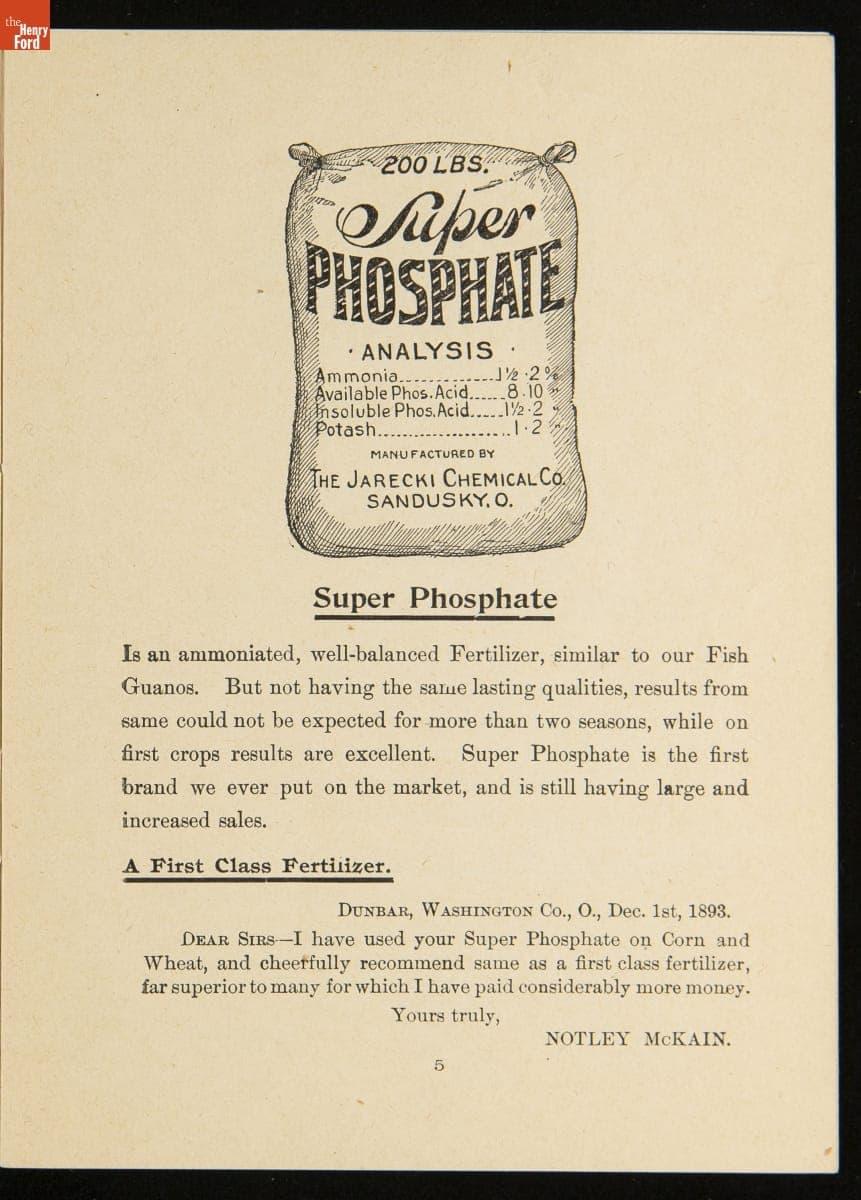 the
Henry
Ford
200 LBS.
Super
PHOSPHATE
· ANALYSIS ·
Ammonia.............1½·2%
Available Phos. Acid.....8·10 "
Insoluble Phos. Acid.....1½·2 "
Potash....................1·2 "
MANUFACTURED BY
THE JARECKI CHEMICAL CO.
SANDUSKY, O.
Super Phosphate
Is an ammoniated, well-balanced Fertilizer, similar to our Fish
Guanos. But not having the same lasting qualities, results from
same could not be expected for more than two seasons, while on
first crops results are excellent. Super Phosphate is the first
brand we ever put on the market, and is still having large and
increased sales.
A First Class Fertilizer.
DUNBAR, WASHINGTON Co., O., Dec. 1st, 1893.
DEAR SIRS—I have used your Super Phosphate on Corn and
Wheat, and cheerfully recommend same as a first class fertilizer,
far superior to many for which I have paid considerably more money.
Yours truly,
NOTLEY McKAIN.
5